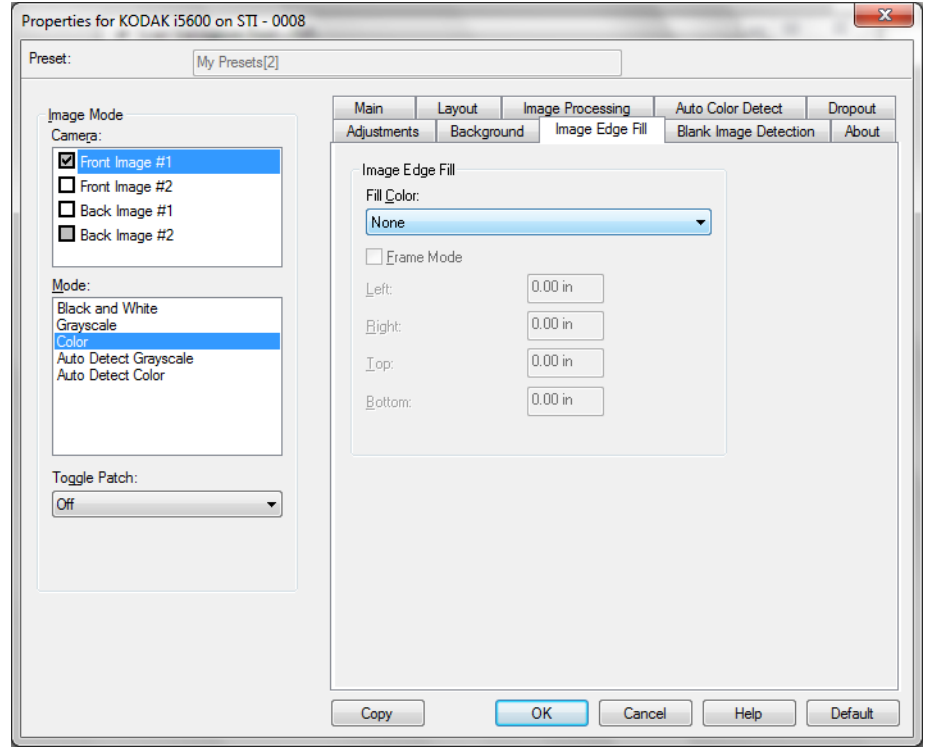 Properties for KODAK i5600 on STI - 0008
x
Preset:
My Presets[2]
Image Mode
Camera:
Front Image #1
Front Image #2
Back Image #1
Back Image #2
Mode:
Black and White
Grayscale
Color
Auto Detect Grayscale
Auto Detect Color
Toggle Patch:
Off
Main Layout Image Processing Auto Color Detect Dropout
Adjustments Background Image Edge Fill Blank Image Detection About
Image Edge Fill
Fill Color:
None
Frame Mode
Left: 0.00 in
Right: 0.00 in
Top: 0.00 in
Bottom: 0.00 in
Copy OK Cancel Help Default